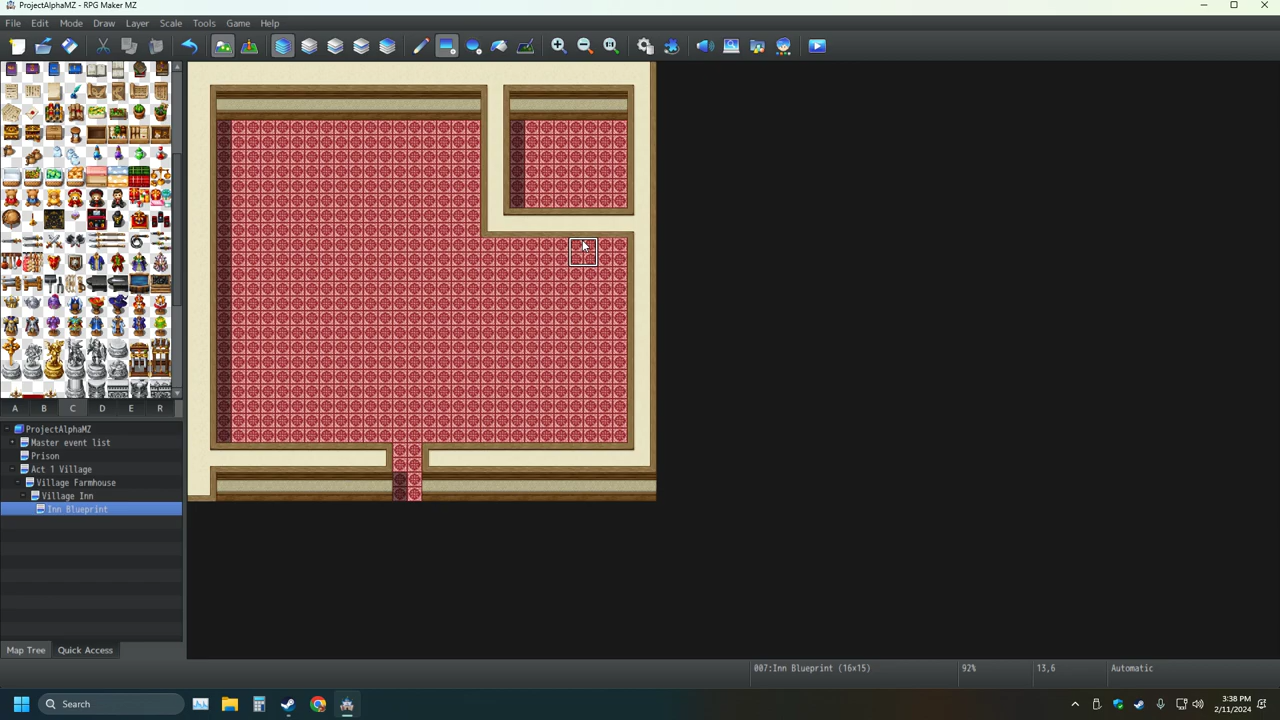 ProjectAlphaMZ - RPG Maker MZ
File Edit Mode Draw Layer Scale Tools Game Help
A B C D E R
ProjectAlphaMZ
Master event list
Prison
Act 1 Village
Village Farmhouse
Village Inn
Inn Blueprint
Map Tree Quick Access
007:Inn Blueprint (16x15) 92% 13,6 Automatic
Search
3:38 PM
2/11/2024